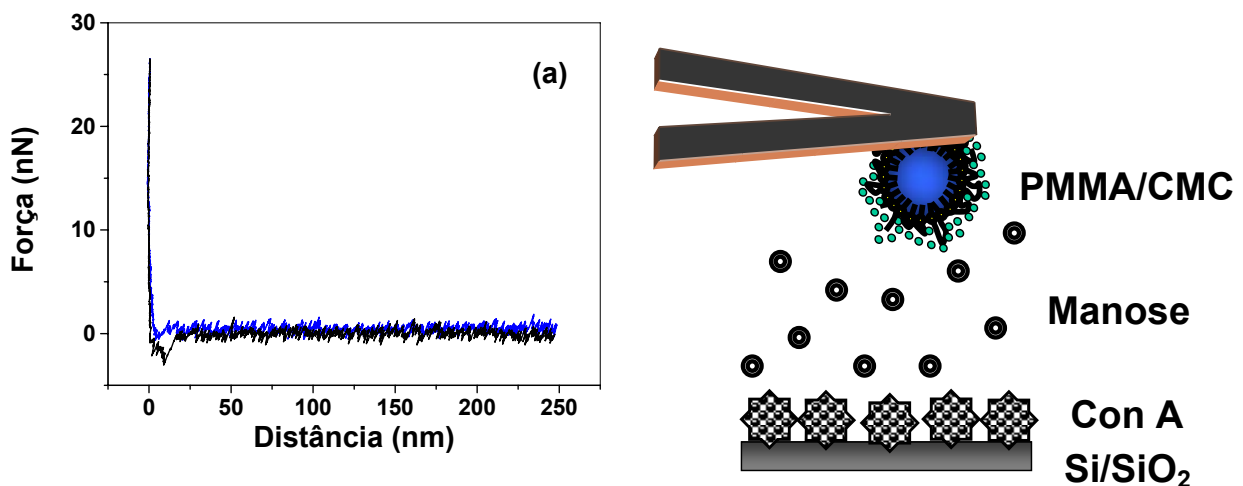 (a)
Força (nN)
30
20
10
0
0 50 100 150 200 250
Distância (nm)
PMMA/CMC
Manose
Con A
Si/SiO₂